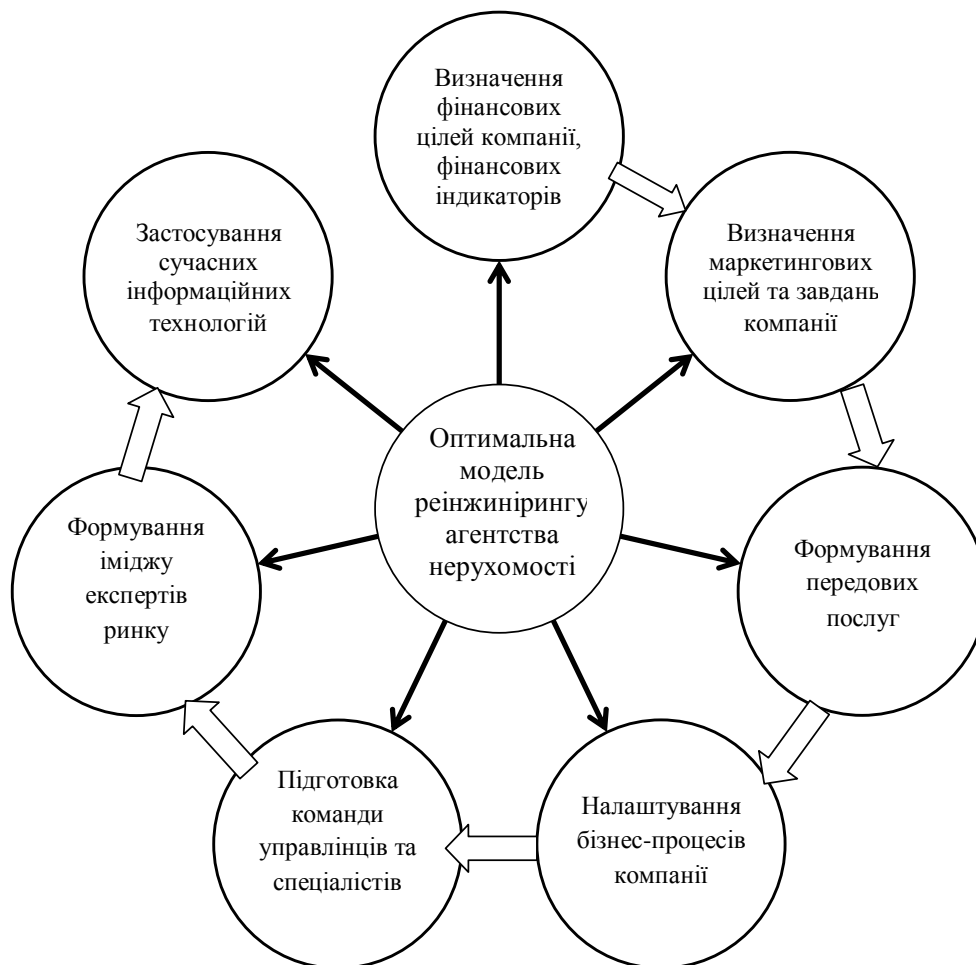 Визначення
фінансових
цілей компанії,
фінансових
індикаторів
Визначення
маркетингових
цілей та завдань
компанії
Формування
передових
послуг
Налаштування
бізнес-процесів
компанії
Підготовка
команди
управлінців та
спеціалістів
Формування
іміджу
експертів
ринку
Застосування
сучасних
інформаційних
технологій
Оптимальна
модель
реінжинірингу
агентства
нерухомості